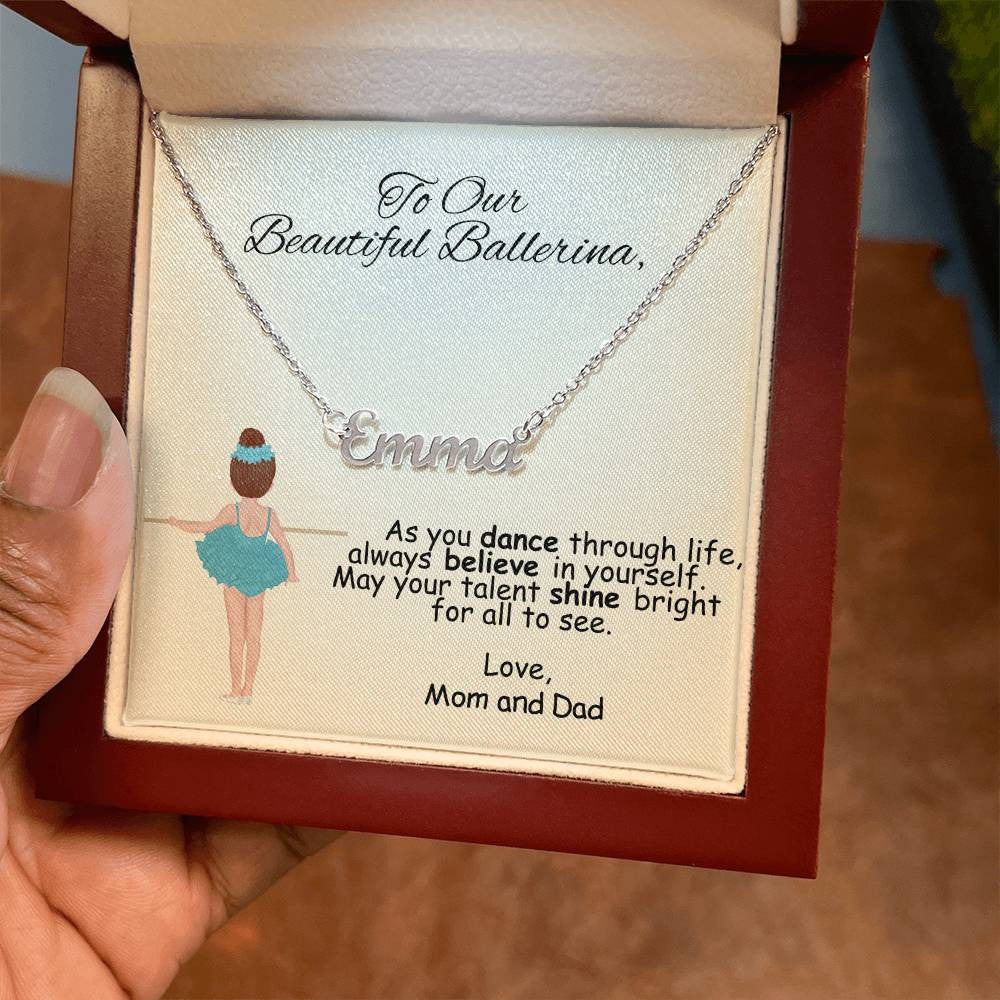 To Our
Beautiful Ballerina,
Emma
As you dance through life,
always believe in yourself.
May your talent shine bright
for all to see.
Love,
Mom and Dad